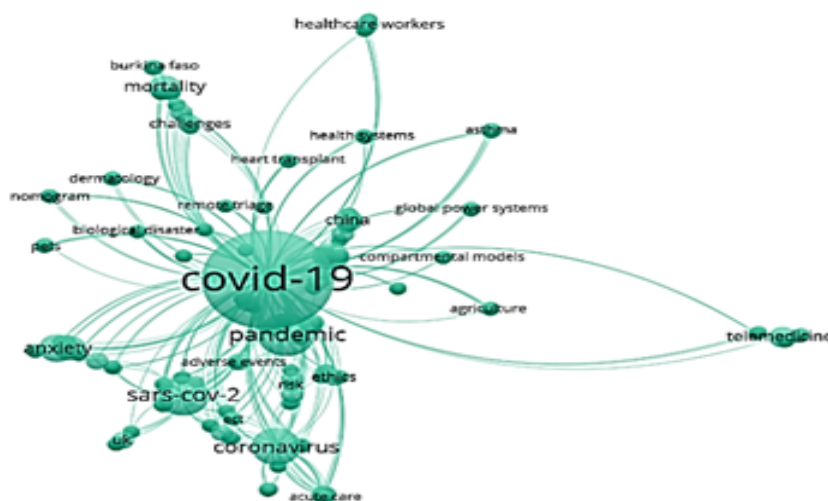 healthcare workers
burkina faso
mortality
challenges
health systems
asthma
heart transplant
dermatology
nomogram
remote triage
global power systems
china
biological disaster
pets
compartmental models
covid-19
agriculture
pandemic
telemedicine
anxiety
adverse events
ethics
risk
sars-cov-2
uk
coronavirus
acute care